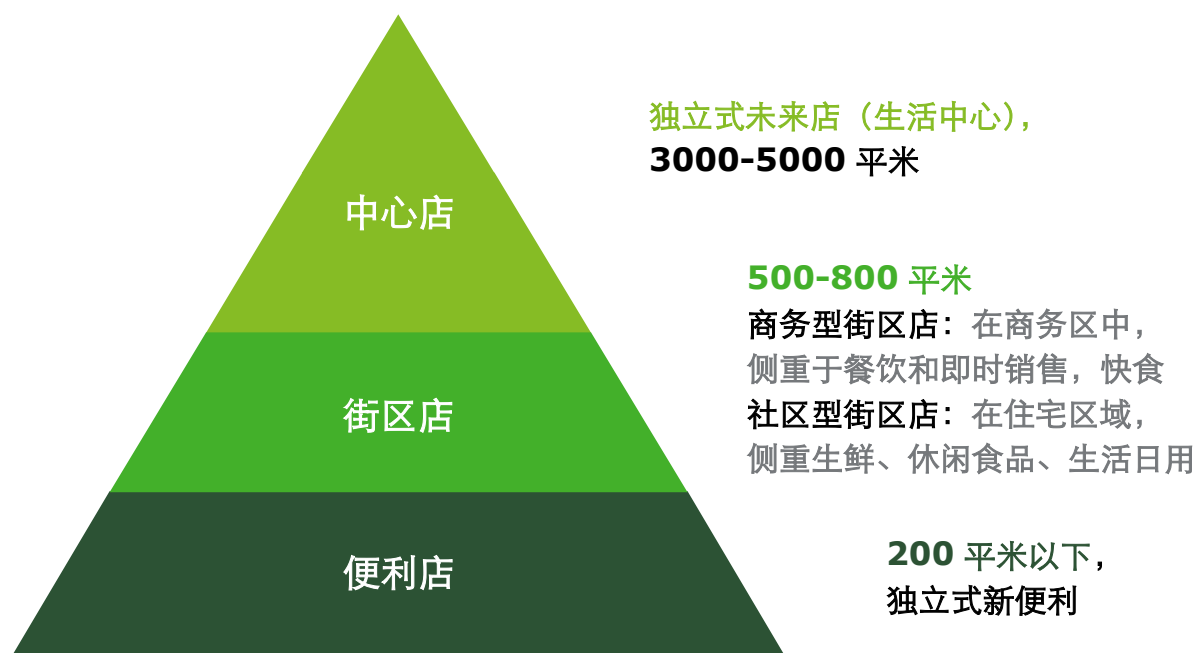 中心店
独立式未来店（生活中心），
3000-5000 平米
街区店
500-800 平米
商务型街区店：在商务区中，
侧重于餐饮和即时销售，快食
社区型街区店：在住宅区域，
侧重生鲜、休闲食品、生活日用
便利店
200 平米以下，
独立式新便利